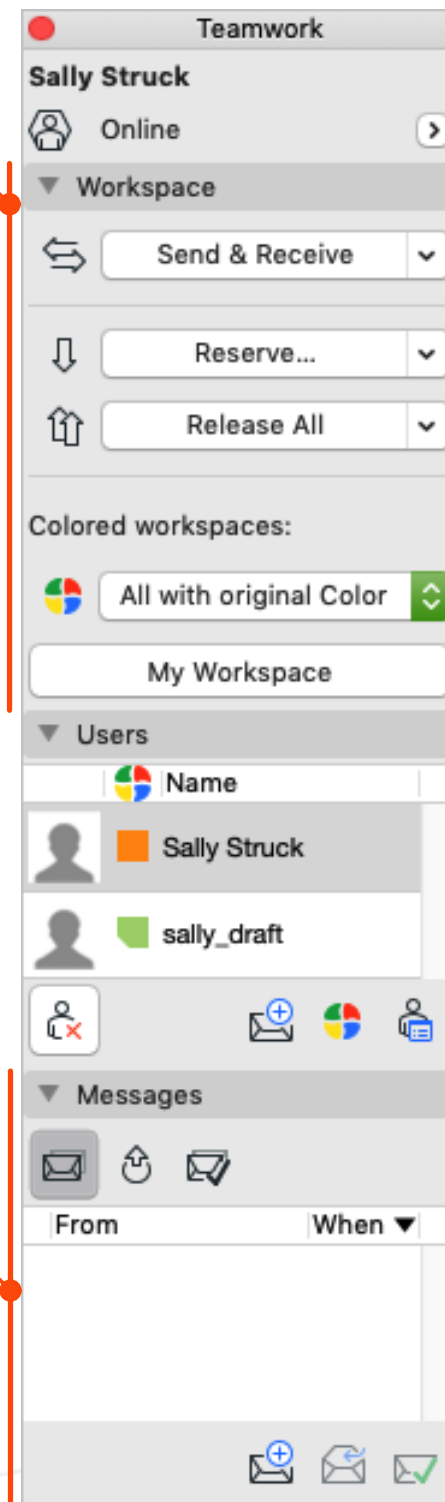 Teamwork
Sally Struck
Online
Workspace
Send & Receive
Reserve...
Release All
Colored workspaces:
All with original Color
My Workspace
Users
Name
Sally Struck
sally_draft
Messages
From When